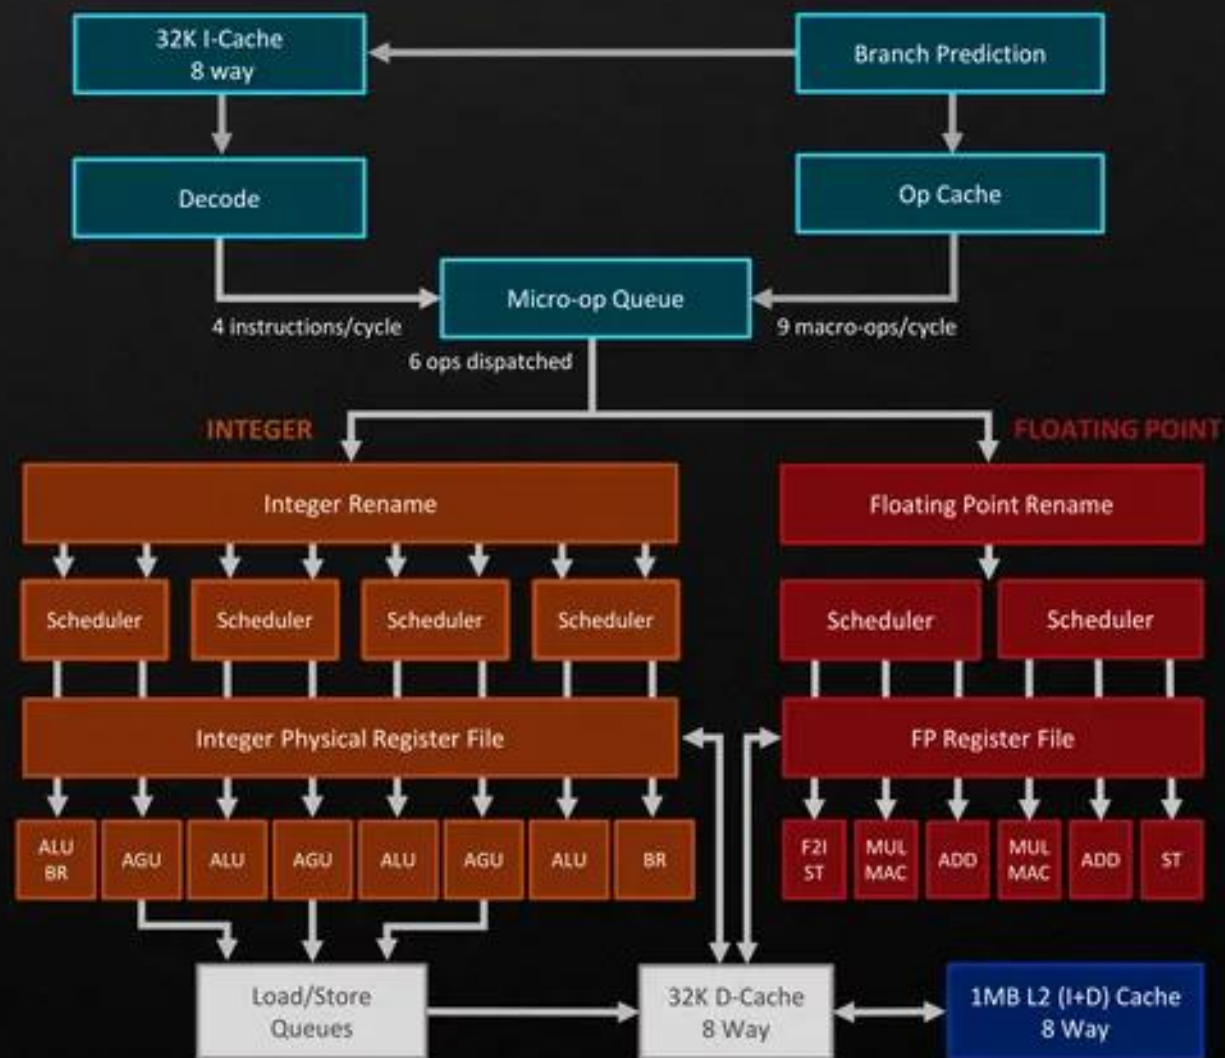 32K I-Cache
8 way
Branch Prediction
Decode
Op Cache
Micro-op Queue
4 instructions/cycle
9 macro-ops/cycle
6 ops dispatched
INTEGER
FLOATING POINT
Integer Rename
Floating Point Rename
Scheduler
Scheduler
Scheduler
Scheduler
Scheduler
Scheduler
Integer Physical Register File
FP Register File
ALU
BR
AGU
ALU
AGU
ALU
AGU
ALU
BR
F2I
ST
MUL
MAC
ADD
MUL
MAC
ADD
ST
Load/Store
Queues
32K D-Cache
8 Way
1MB L2 (I+D) Cache
8 Way